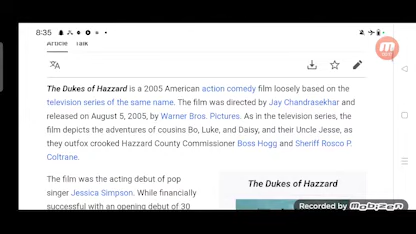 8:35
Article Talk
The Dukes of Hazzard is a 2005 American action comedy film loosely based on the
television series of the same name. The film was directed by Jay Chandrasekhar and
released on August 5, 2005, by Warner Bros. Pictures. As in the television series, the
film depicts the adventures of cousins Bo, Luke, and Daisy, and their Uncle Jesse, as
they outfox crooked Hazzard County Commissioner Boss Hogg and Sheriff Rosco P.
Coltrane.
The film was the acting debut of pop
singer Jessica Simpson. While financially
successful with an opening debut of 30
The Dukes of Hazzard
Recorded by Mobizen